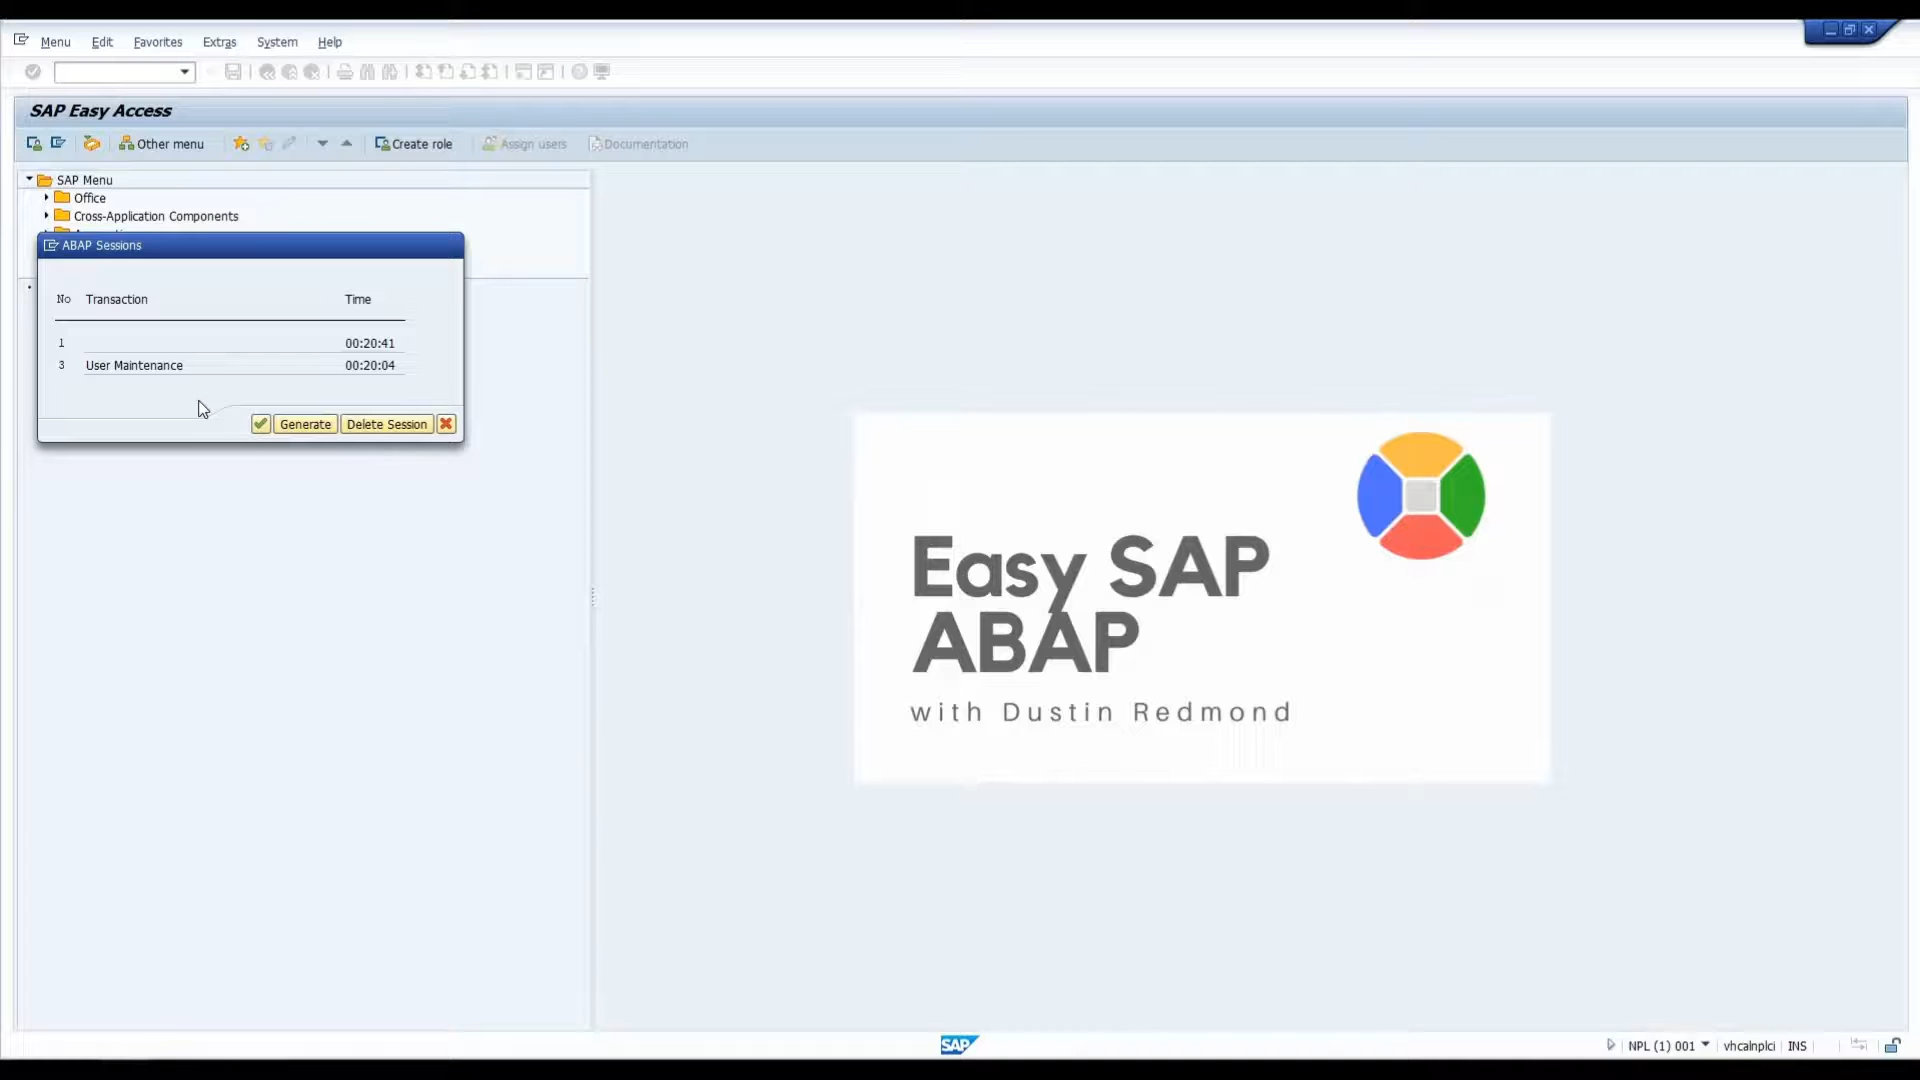 Menu Edit Favorites Extras System Help
SAP Easy Access
Other menu Create role Assign users Documentation
SAP Menu
Office
Cross-Application Components
ABAP Sessions
No Transaction Time
1 00:20:41
3 User Maintenance 00:20:04
Generate Delete Session
Easy SAP
ABAP
with Dustin Redmond
SAP
NPL (1) 001 vhcalnplci INS